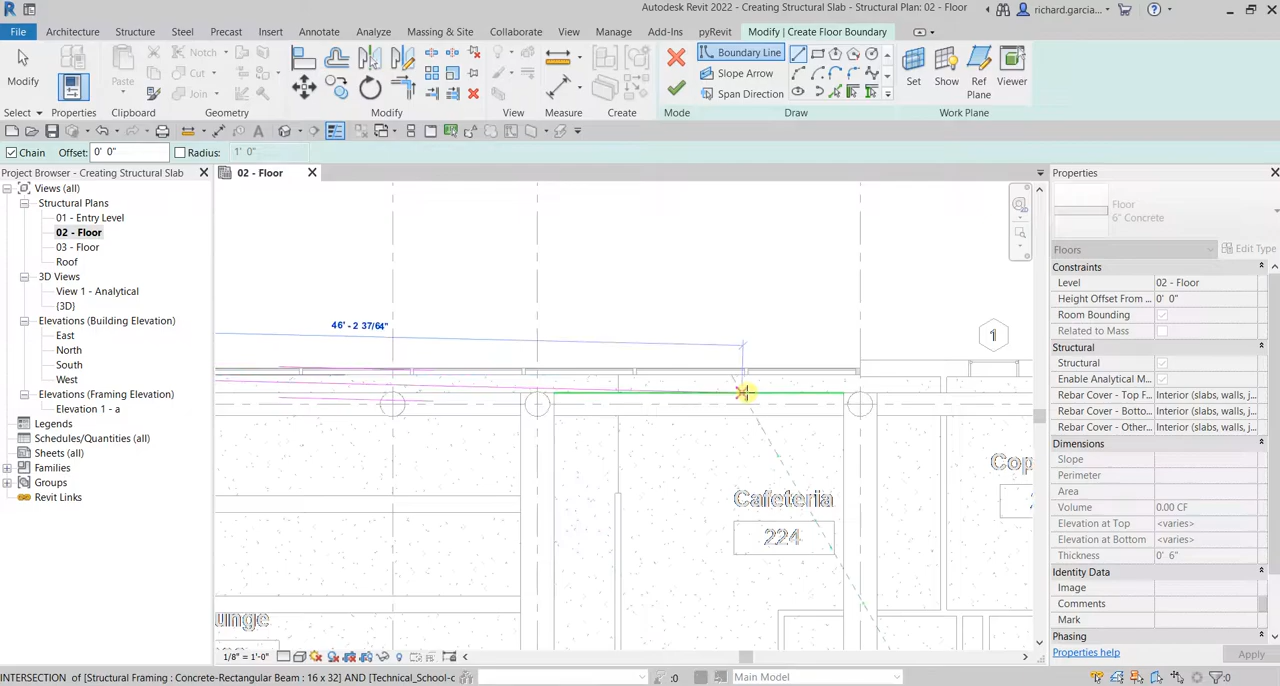 Autodesk Revit 2022 - Creating Structural Slab - Structural Plan: 02 - Floor
richard.garcia...
File Architecture Structure Steel Precast Insert Annotate Analyze Massing & Site Collaborate View Manage Add-Ins pyRevit Modify | Create Floor Boundary
Modify
Paste
Notch
Cut
Join
Boundary Line
Slope Arrow
Span Direction
Set Show Ref Plane Viewer
Select Properties Clipboard Geometry Modify View Measure Create Mode Draw Work Plane
Chain Offset: 0' 0" Radius: 1' 0"
Project Browser - Creating Structural Slab
Views (all)
Structural Plans
01 - Entry Level
02 - Floor
03 - Floor
Roof
3D Views
View 1 - Analytical
{3D}
Elevations (Building Elevation)
East
North
South
West
Elevations (Framing Elevation)
Elevation 1 - a
Legends
Schedules/Quantities (all)
Sheets (all)
Families
Groups
Revit Links
02 - Floor
46' - 2 37/64"
1
Cafeteria
224
Cop
unge
1/8" = 1'-0"
Properties
Floor
6" Concrete
Floors Edit Type
Constraints
Level 02 - Floor
Height Offset From ... 0' 0"
Room Bounding
Related to Mass
Structural
Structural
Enable Analytical M...
Rebar Cover - Top F... Interior (slabs, walls, j...
Rebar Cover - Botto... Interior (slabs, walls, j...
Rebar Cover - Other... Interior (slabs, walls, j...
Dimensions
Slope
Perimeter
Area
Volume 0.00 CF
Elevation at Top <varies>
Elevation at Bottom <varies>
Thickness 0' 6"
Identity Data
Image
Comments
Mark
Phasing
Properties help Apply
INTERSECTION of [Structural Framing : Concrete-Rectangular Beam : 16 x 32] AND [Technical_School-c :0 Main Model :0